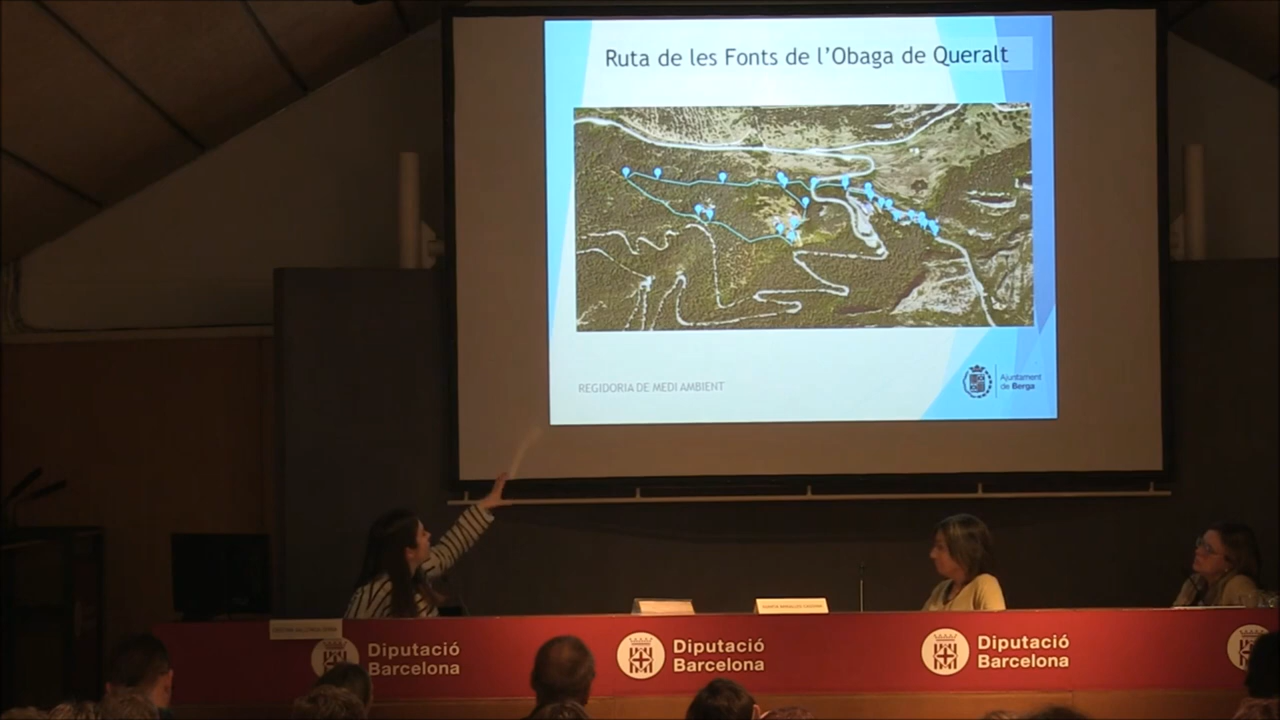 Ruta de les Fonts de l'Obaga de Queralt
REGIDORIA DE MEDI AMBIENT
Ajuntament
de Berga
Diputació
Barcelona
Diputació
Barcelona
Diputació
Barcelona